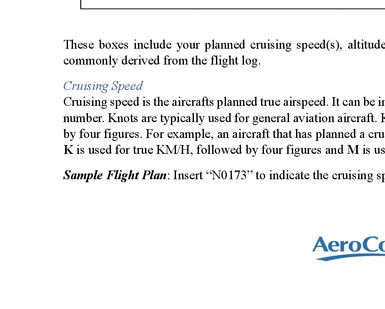 These boxes include your planned cruising speed(s), altitude
commonly derived from the flight log.
Cruising Speed
Cruising speed is the aircrafts planned true airspeed. It can be in
number. Knots are typically used for general aviation aircraft. K
by four figures. For example, an aircraft that has planned a cru
K is used for true KM/H, followed by four figures and M is us
Sample Flight Plan: Insert “N0173” to indicate the cruising sp
AeroCo